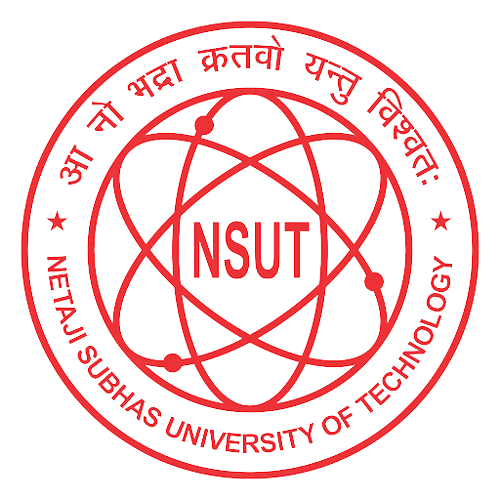 आ नो भद्रा क्रतवो यन्तु विश्वतः
NSUT
NETAJI SUBHAS UNIVERSITY OF TECHNOLOGY